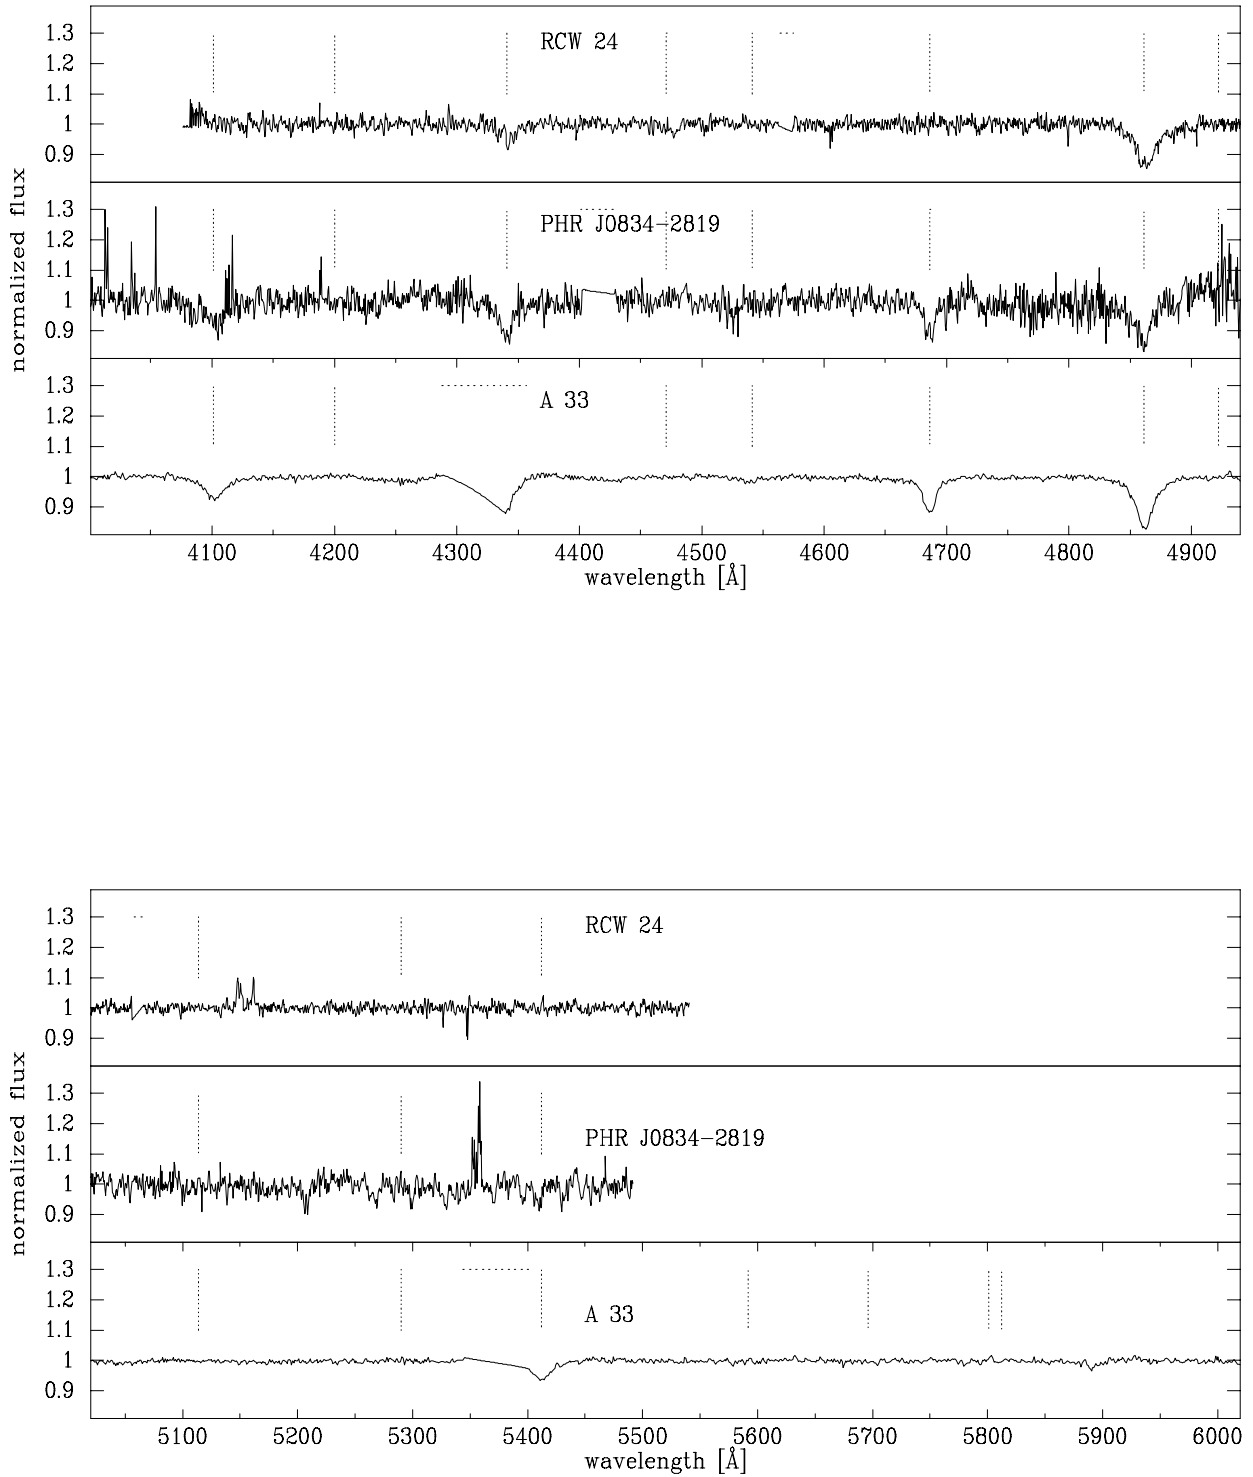 normalized flux
1.3
1.2
1.1
1
0.9
RCW 24
1.3
1.2
1.1
1
0.9
PHR J0834−2819
1.3
1.2
1.1
1
0.9
A 33
4100 4200 4300 4400 4500 4600 4700 4800 4900
wavelength [Å]
normalized flux
1.3
1.2
1.1
1
0.9
RCW 24
1.3
1.2
1.1
1
0.9
PHR J0834−2819
1.3
1.2
1.1
1
0.9
A 33
5100 5200 5300 5400 5500 5600 5700 5800 5900 6000
wavelength [Å]